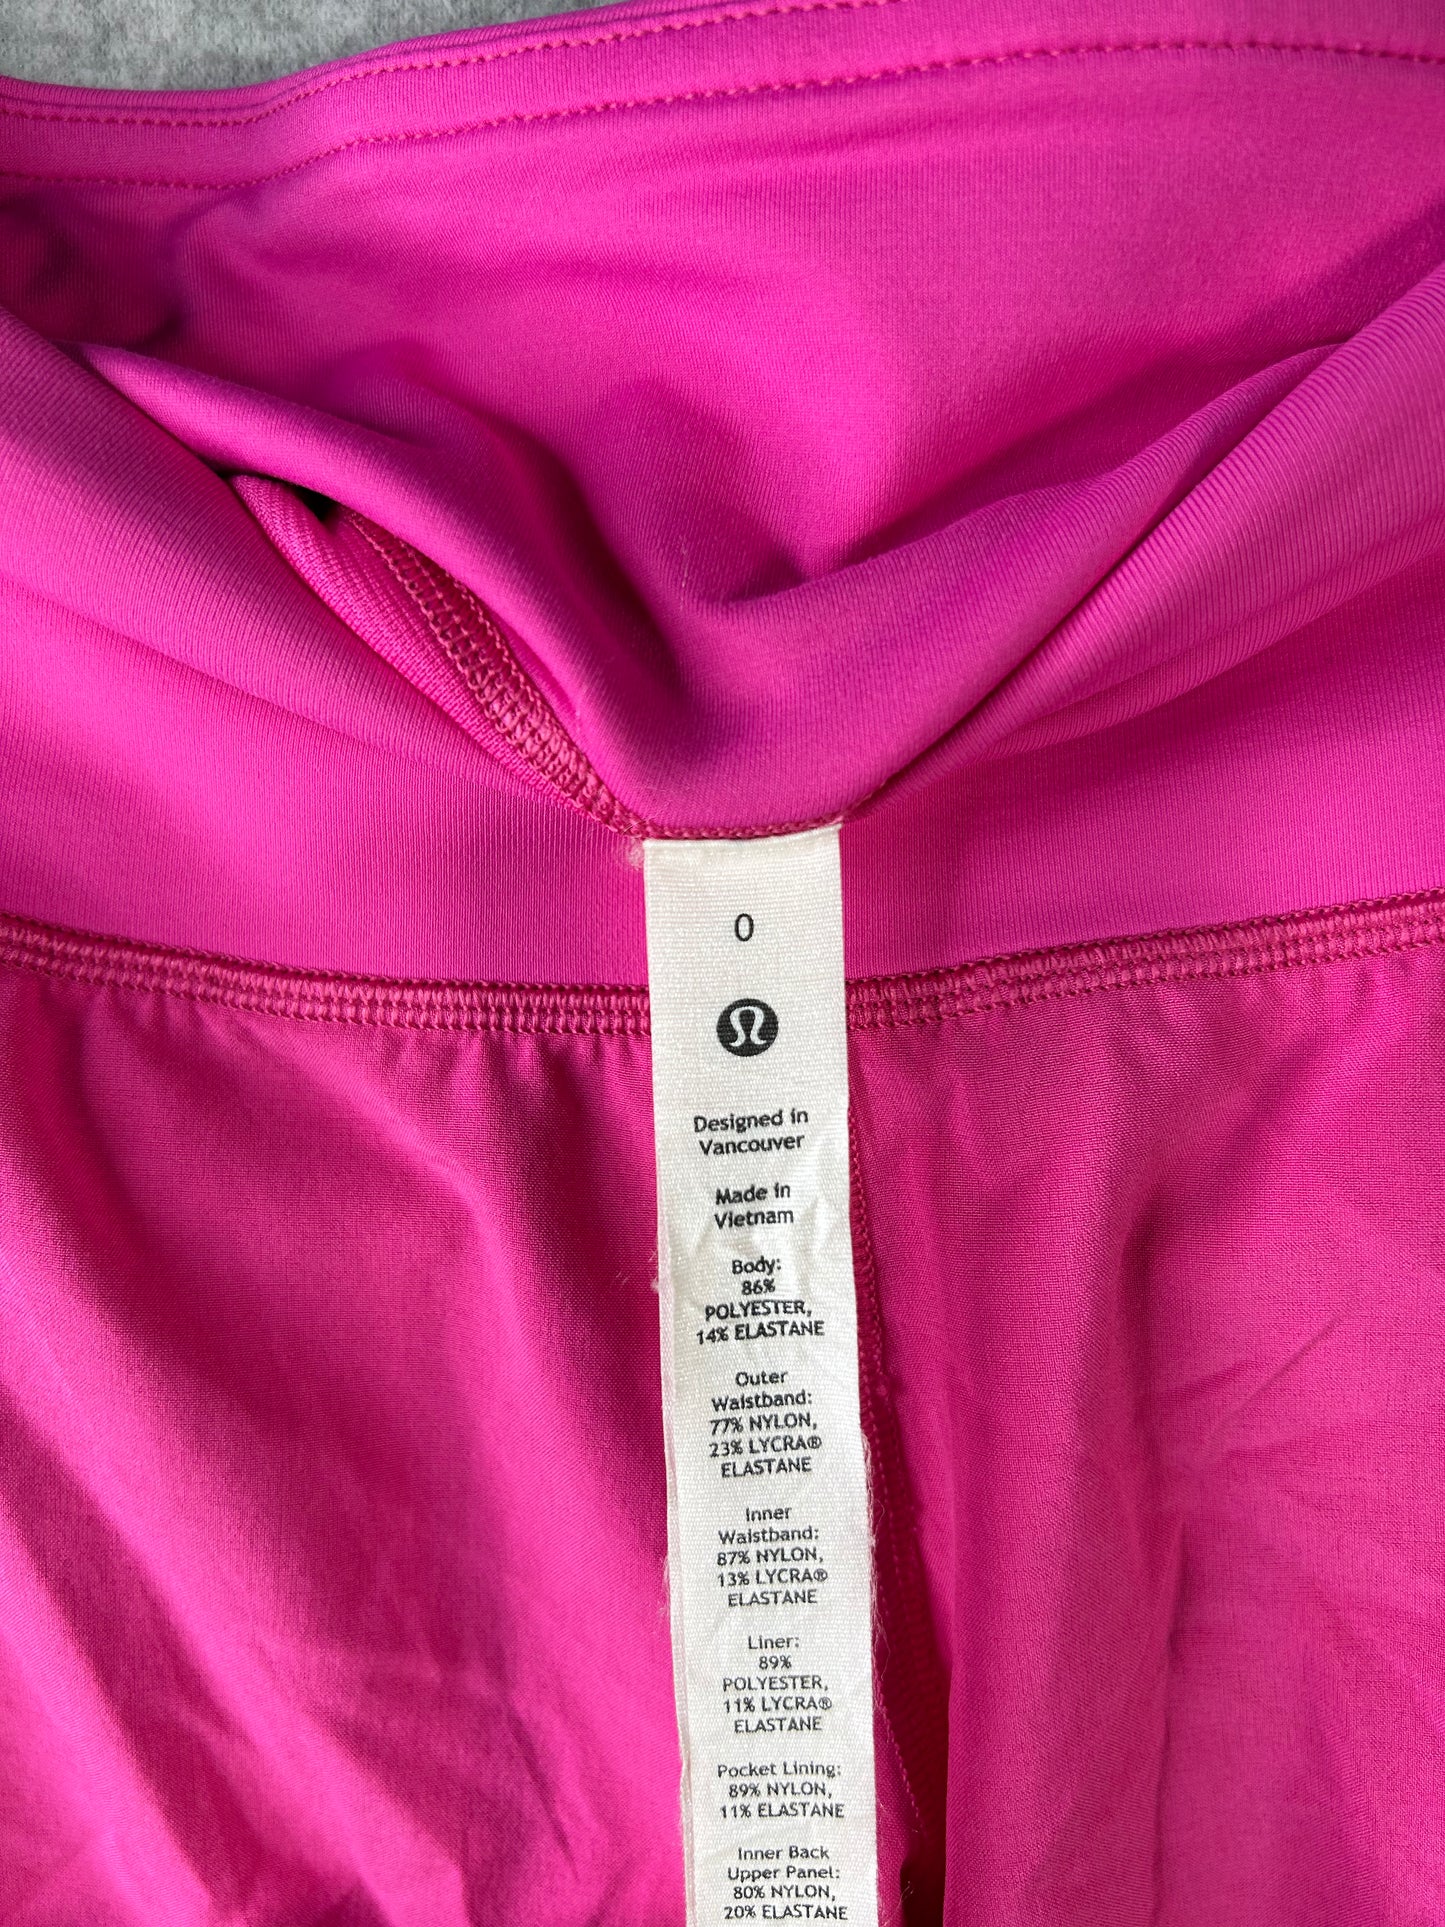 0
Designed in
Vancouver
Made in
Vietnam
Body:
86%
POLYESTER,
14% ELASTANE
Outer
Waistband:
77% NYLON,
23% LYCRA®
ELASTANE
Inner
Waistband:
87% NYLON,
13% LYCRA®
ELASTANE
Liner:
89%
POLYESTER,
11% LYCRA®
ELASTANE
Pocket Lining:
89% NYLON,
11% ELASTANE
Inner Back
Upper Panel:
80% NYLON,
20% ELASTANE